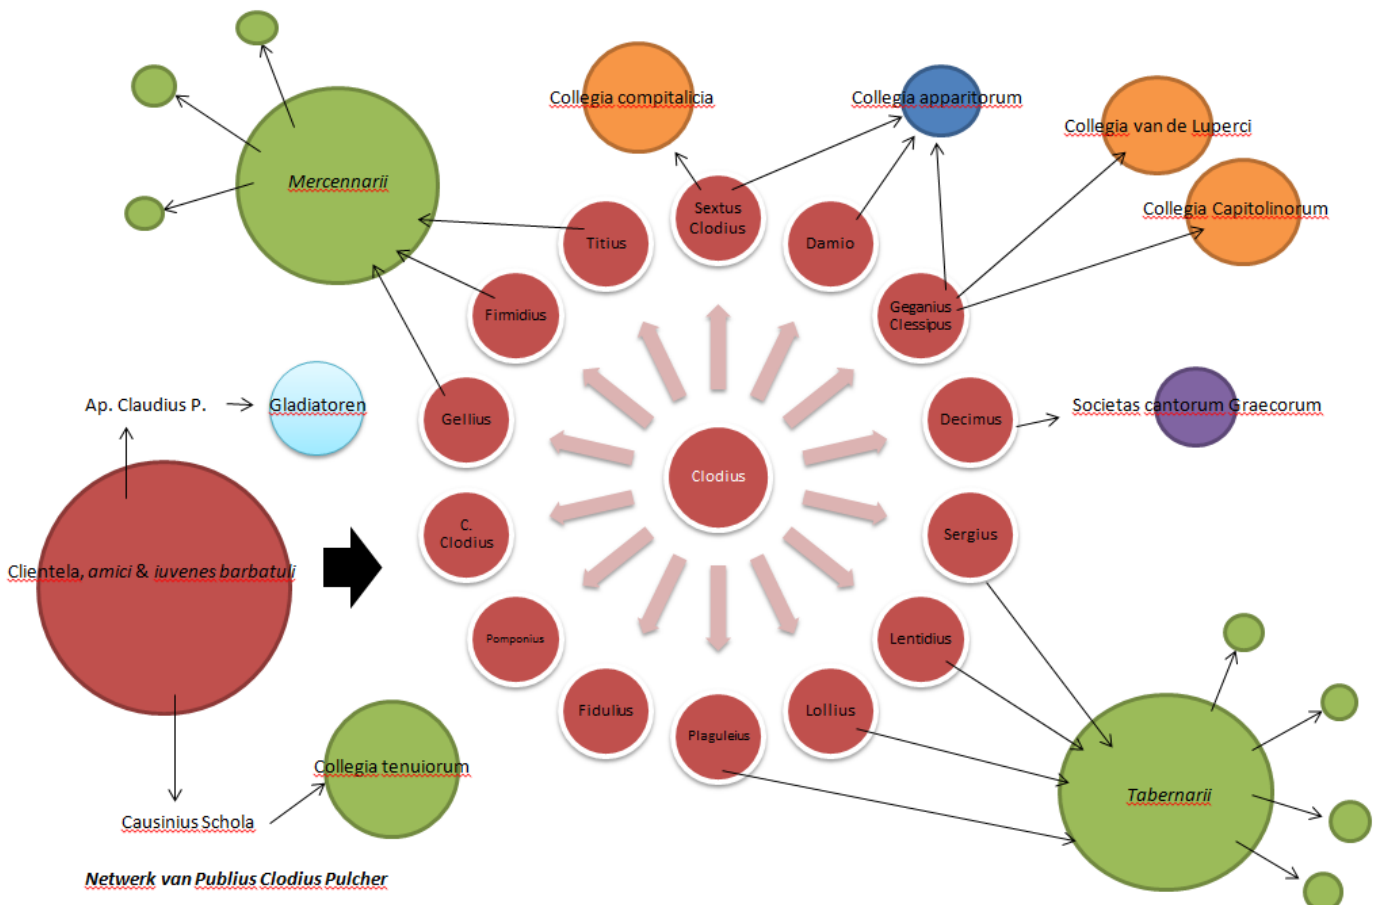 Collegia compitalicia
Collegia apparitorum
Collegia van de Luperci
Mercennarii
Sextus
Clodius
Collegia Capitolinorum
Titius
Damio
Firmidius
Geganius
Clessipus
Ap. Claudius P.
Gladiatoren
Gellius
Decimus
Societas cantorum Graecorum
Clodius
C.
Clodius
Sergius
Clientela, amici & iuvenes barbatuli
Pomponius
Lentidius
Fidulius
Plaguleius
Lollius
Collegia tenuiorum
Tabernarii
Causinius Schola
Netwerk van Publius Clodius Pulcher